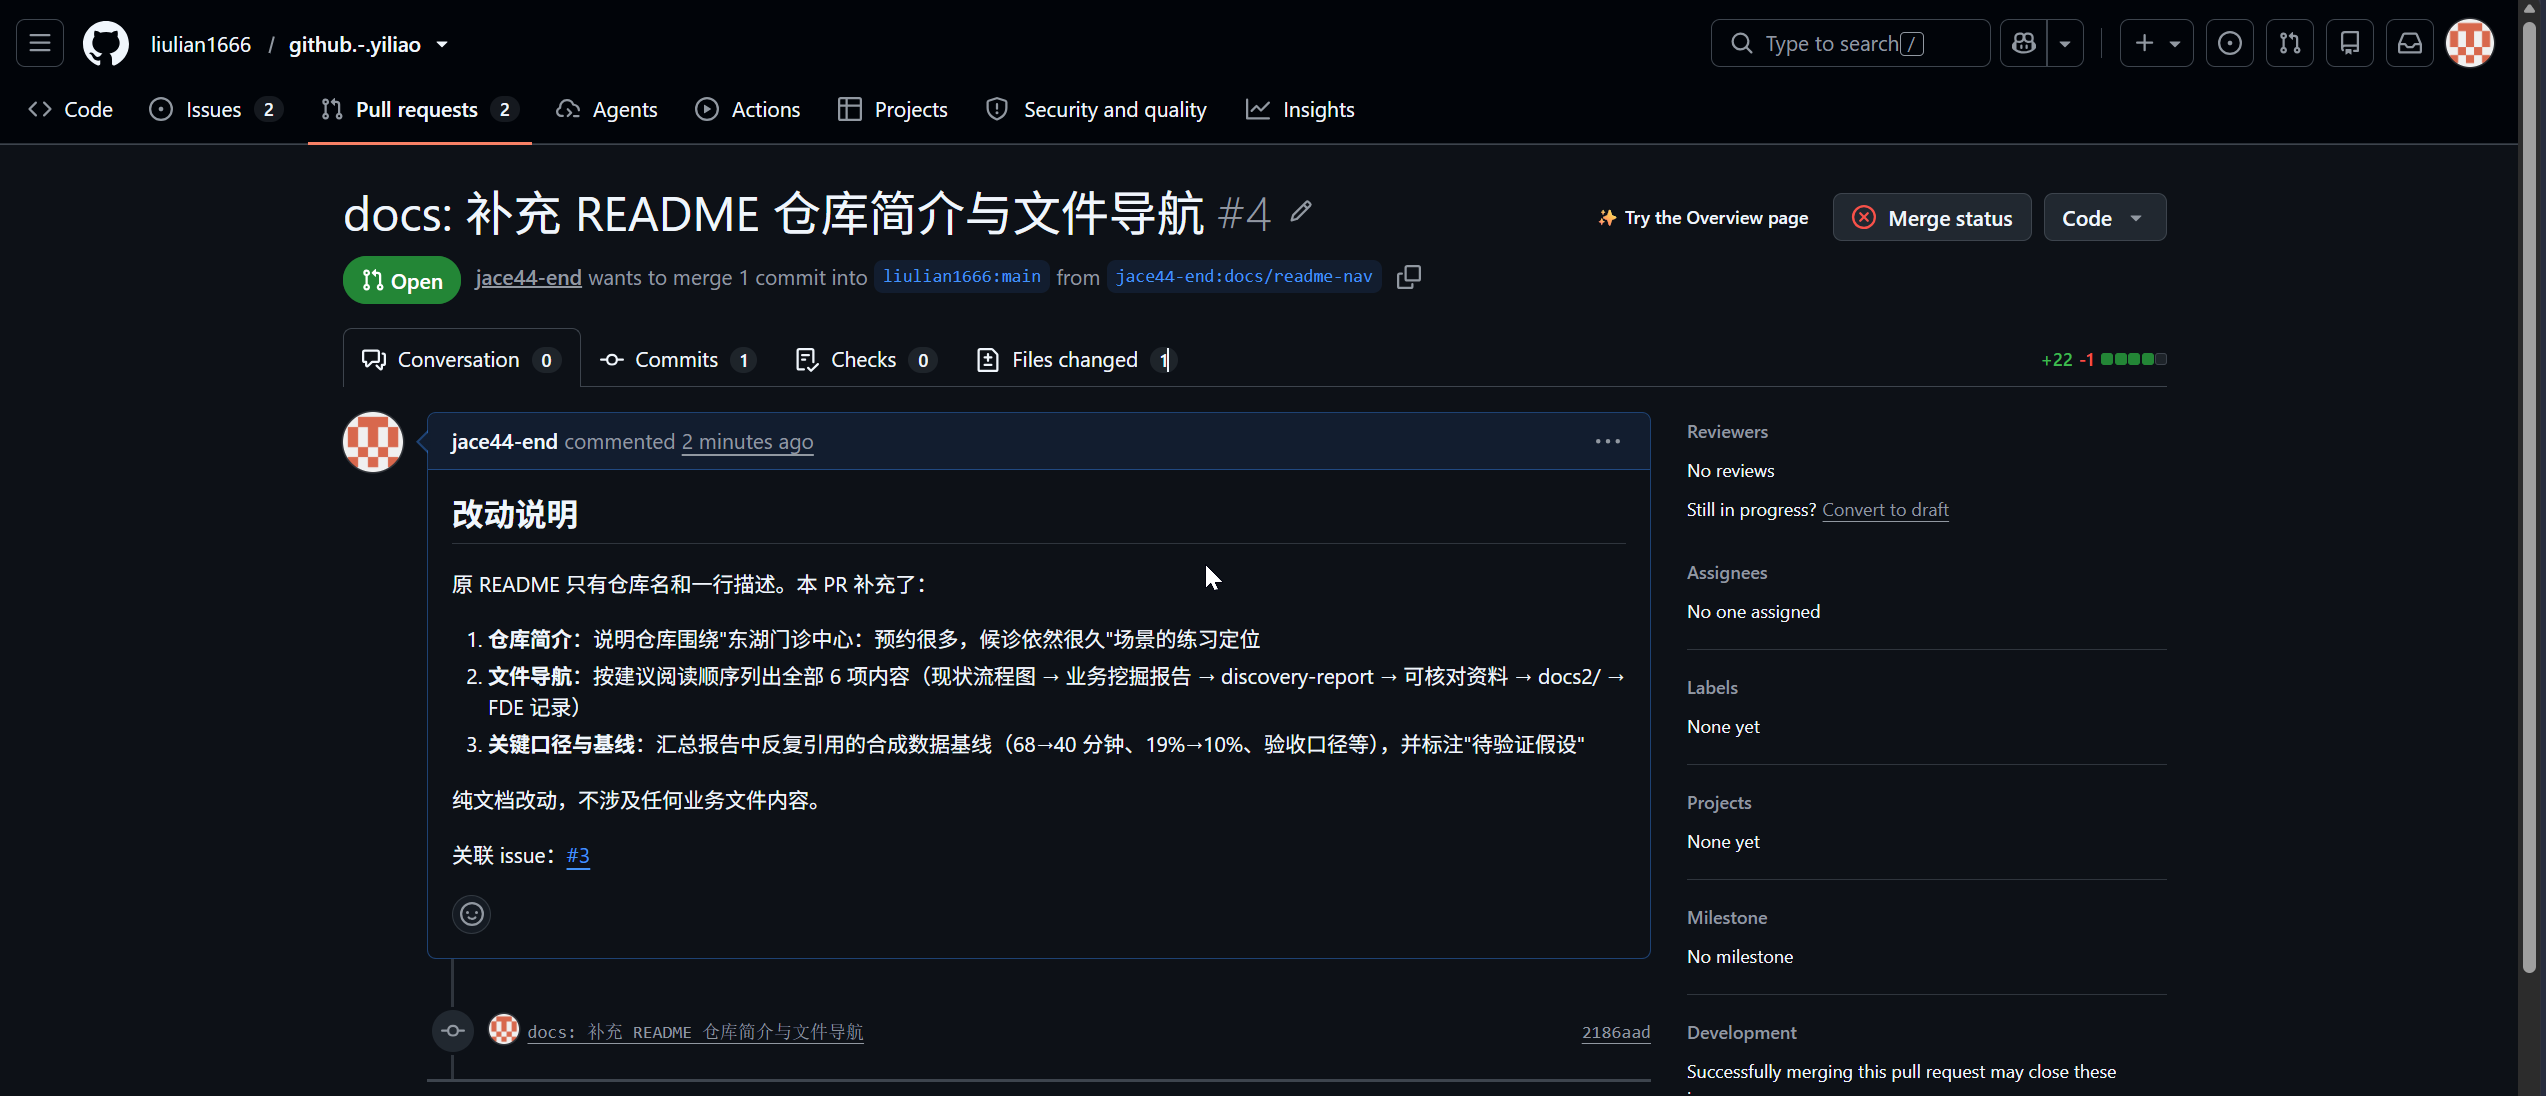 liulian1666 / github.-.yiliao
Type to search /
Code
Issues 2
Pull requests 2
Agents
Actions
Projects
Security and quality
Insights
docs: 补充 README 仓库简介与文件导航 #4
Try the Overview page
Merge status
Code
Open
jace44-end wants to merge 1 commit into liulian1666:main from jace44-end:docs/readme-nav
Conversation 0
Commits 1
Checks 0
Files changed 1
+22 -1
jace44-end commented 2 minutes ago
改动说明
原 README 只有仓库名和一行描述。本 PR 补充了：
1. 仓库简介：说明仓库围绕"东湖门诊中心：预约很多，候诊依然很久"场景的练习定位
2. 文件导航：按建议阅读顺序列出全部 6 项内容（现状流程图 → 业务挖掘报告 → discovery-report → 可核对资料 → docs2/ →
FDE 记录）
3. 关键口径与基线：汇总报告中反复引用的合成数据基线（68→40 分钟、19%→10%、验收口径等），并标注"待验证假设"
纯文档改动，不涉及任何业务文件内容。
关联 issue：#3
docs: 补充 README 仓库简介与文件导航
2186aad
Reviewers
No reviews
Still in progress? Convert to draft
Assignees
No one assigned
Labels
None yet
Projects
None yet
Milestone
No milestone
Development
Successfully merging this pull request may close these